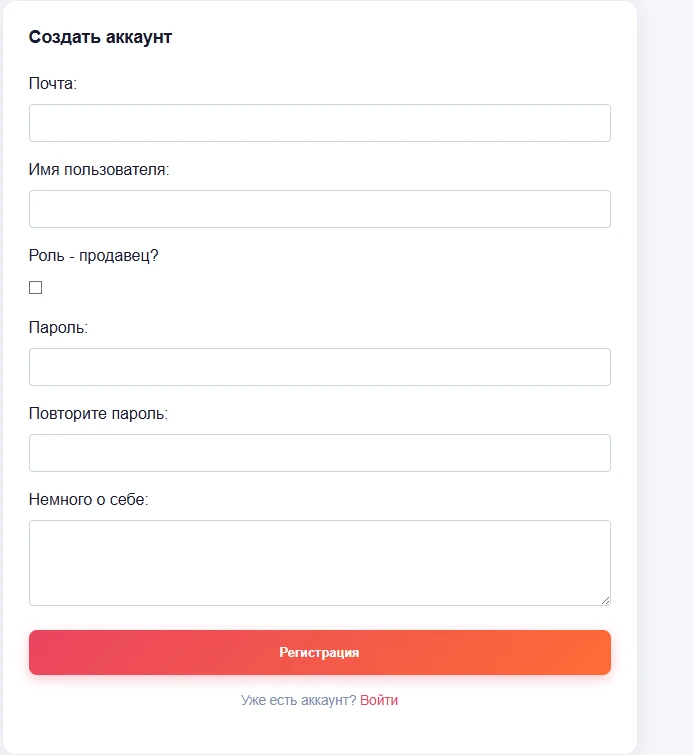 Создать аккаунт
Почта:
Имя пользователя:
Роль - продавец?
Пароль:
Повторите пароль:
Немного о себе:
Регистрация
Уже есть аккаунт? Войти